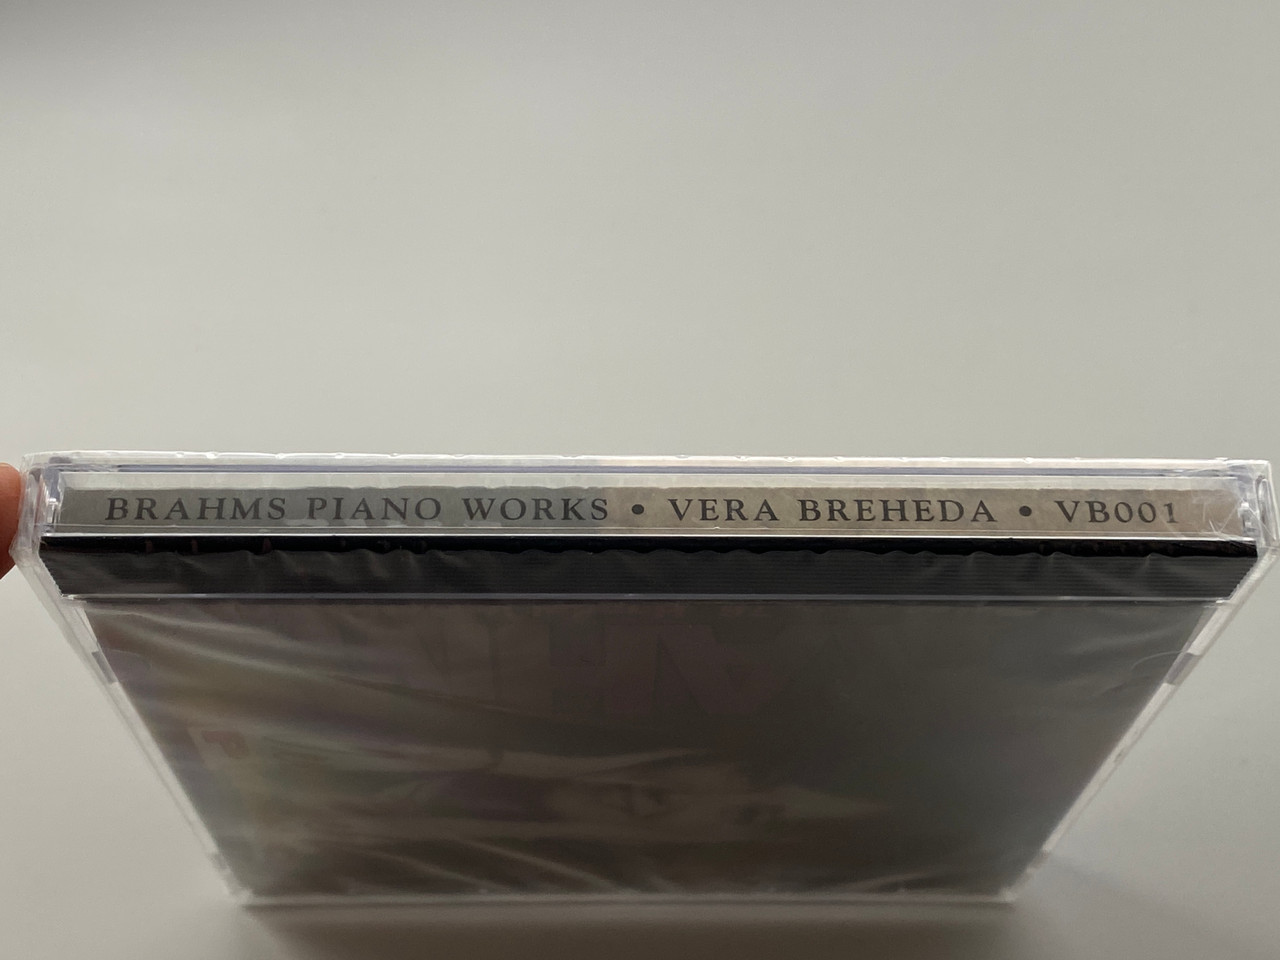 BRAHMS PIANO WORKS • VERA BREHEDA • VB001